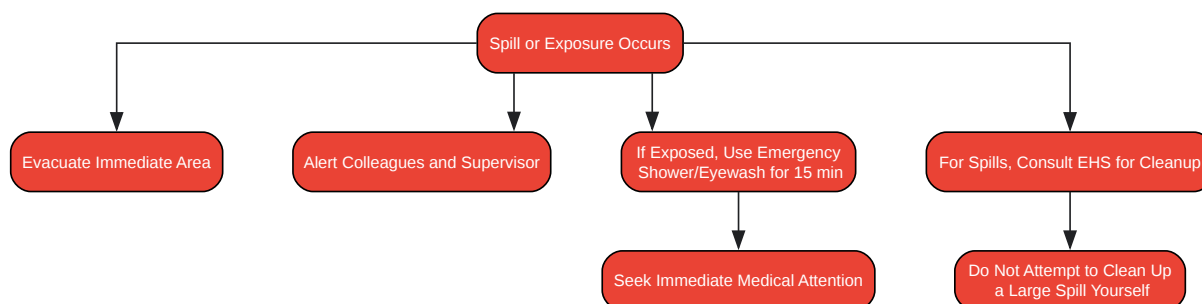 Spill or Exposure Occurs
Evacuate Immediate Area
Alert Colleagues and Supervisor
If Exposed, Use Emergency
Shower/Eyewash for 15 min
For Spills, Consult EHS for Cleanup
Seek Immediate Medical Attention
Do Not Attempt to Clean Up
a Large Spill Yourself